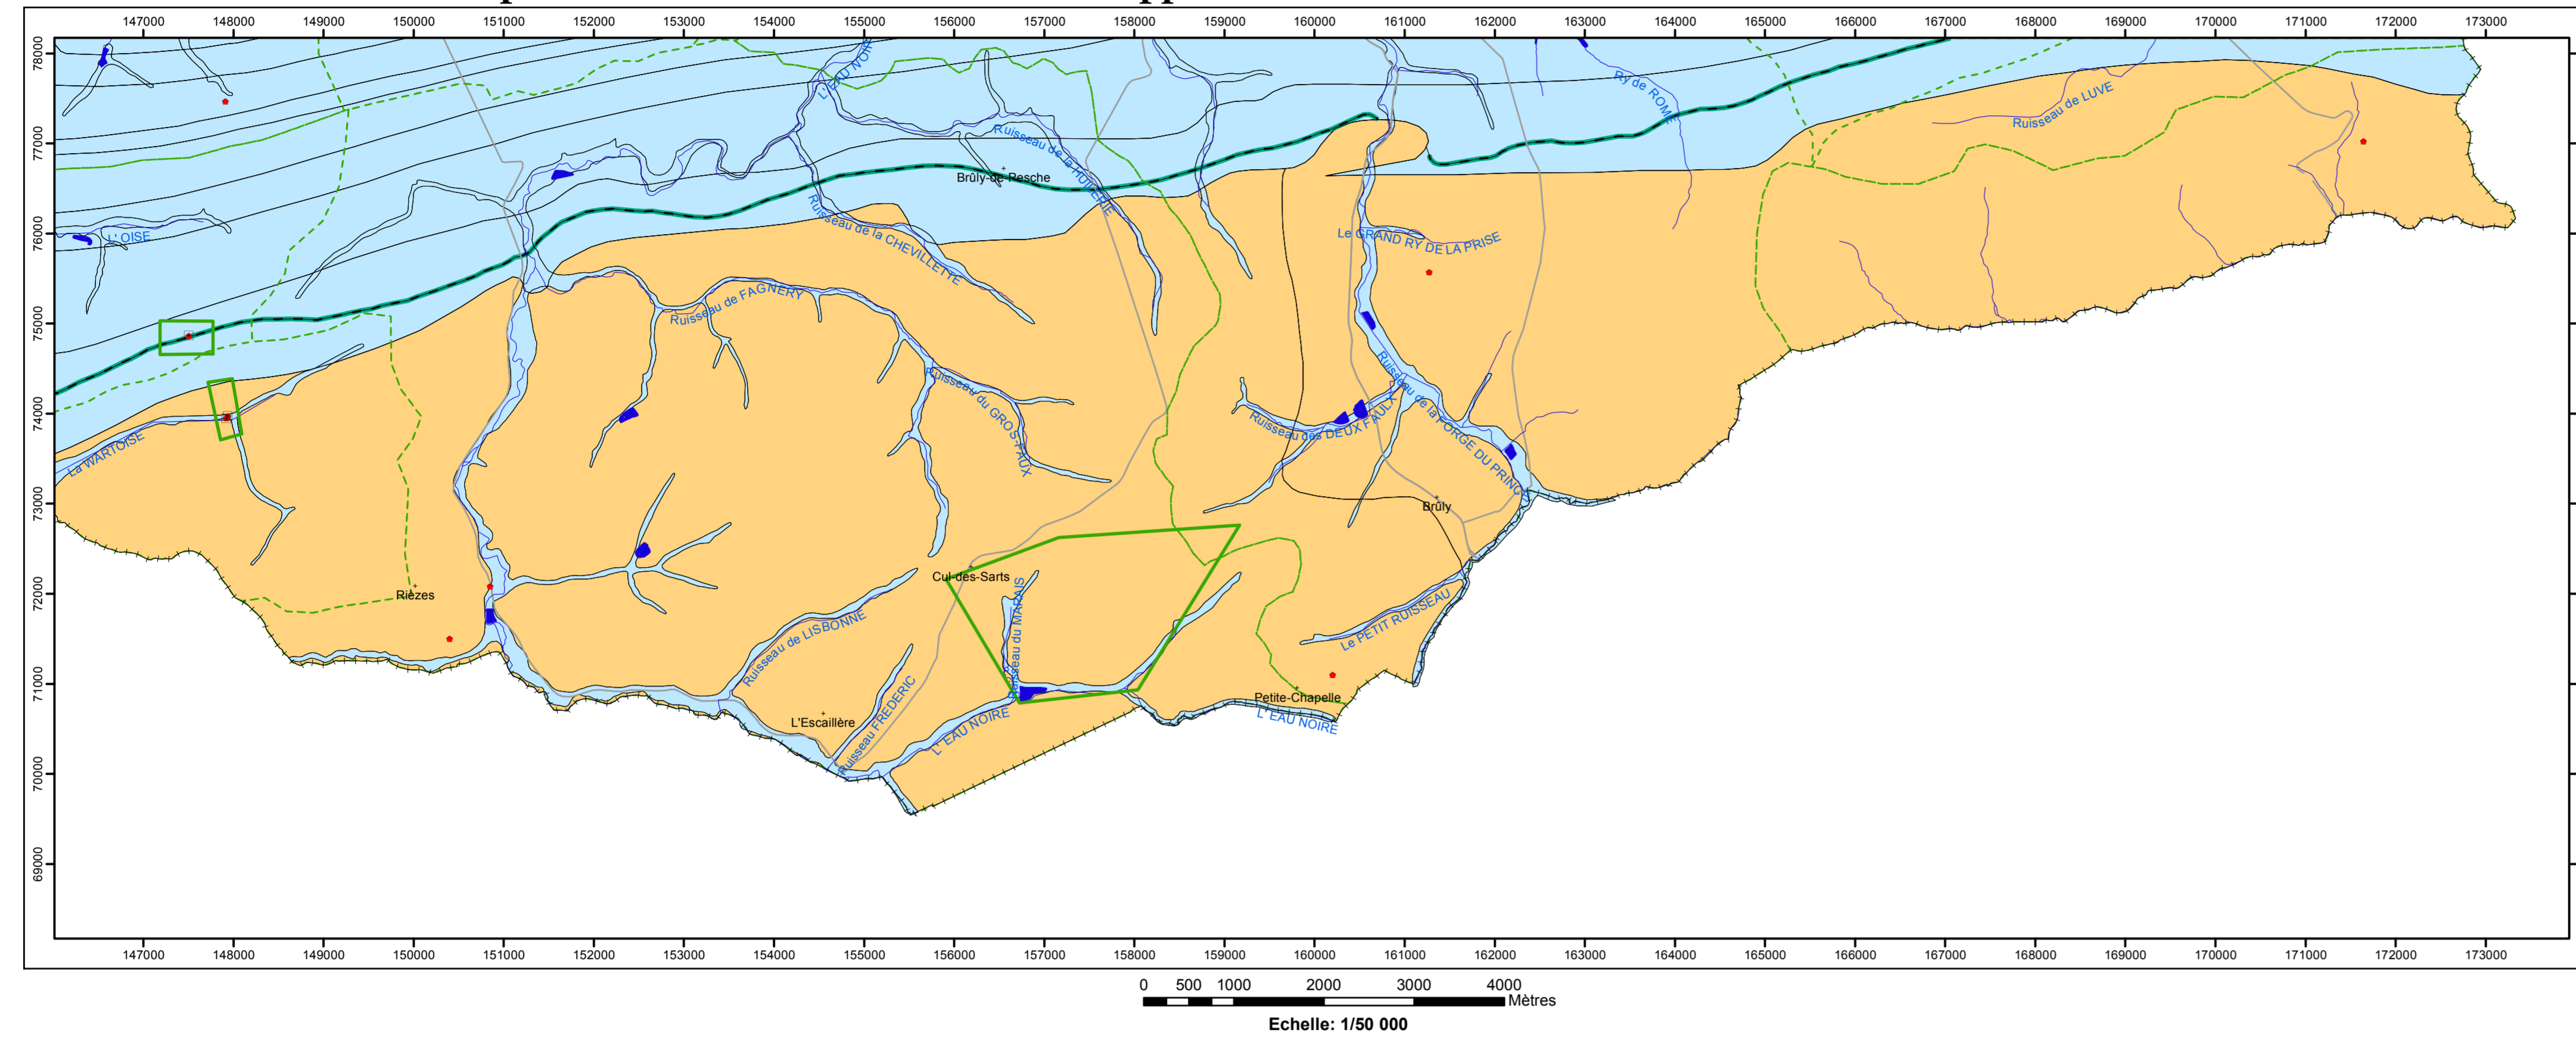 147000 148000 149000 150000 151000 152000 153000 154000 155000 156000 157000 158000 159000 160000 161000 162000 163000 164000 165000 166000 167000 168000 169000 170000 171000 172000 173000
78000
77000
76000
75000
74000
73000
72000
71000
70000
69000
L'EAU NOIR
Ry de ROME
Ruisseau de LUVE
Ruisseau de la HUILERIE
Brûly-de-Pesche
L' OISE
Ruisseau de la CHEVILLETTE
Le GRAND RY DE LA PRISE
Ruisseau de FAGNERY
Ruisseau du GROS-FAUX
Ruisseau de la FORGE DU PRINC
Ruisseau des DEUX FAULX
La WARTOISE
Brûly
Cul-des-Sarts
Rièzes
Ruisseau du MARAIS
Ruisseau de LISBONNE
Le PETIT RUISSEAU
Petite-Chapelle
L'Escaillère
Ruisseau FREDERIC
L' EAU NOIRE
L' EAU NOIRE
147000 148000 149000 150000 151000 152000 153000 154000 155000 156000 157000 158000 159000 160000 161000 162000 163000 164000 165000 166000 167000 168000 169000 170000 171000 172000 173000
0 500 1000 2000 3000 4000
Mètres
Echelle: 1/50 000